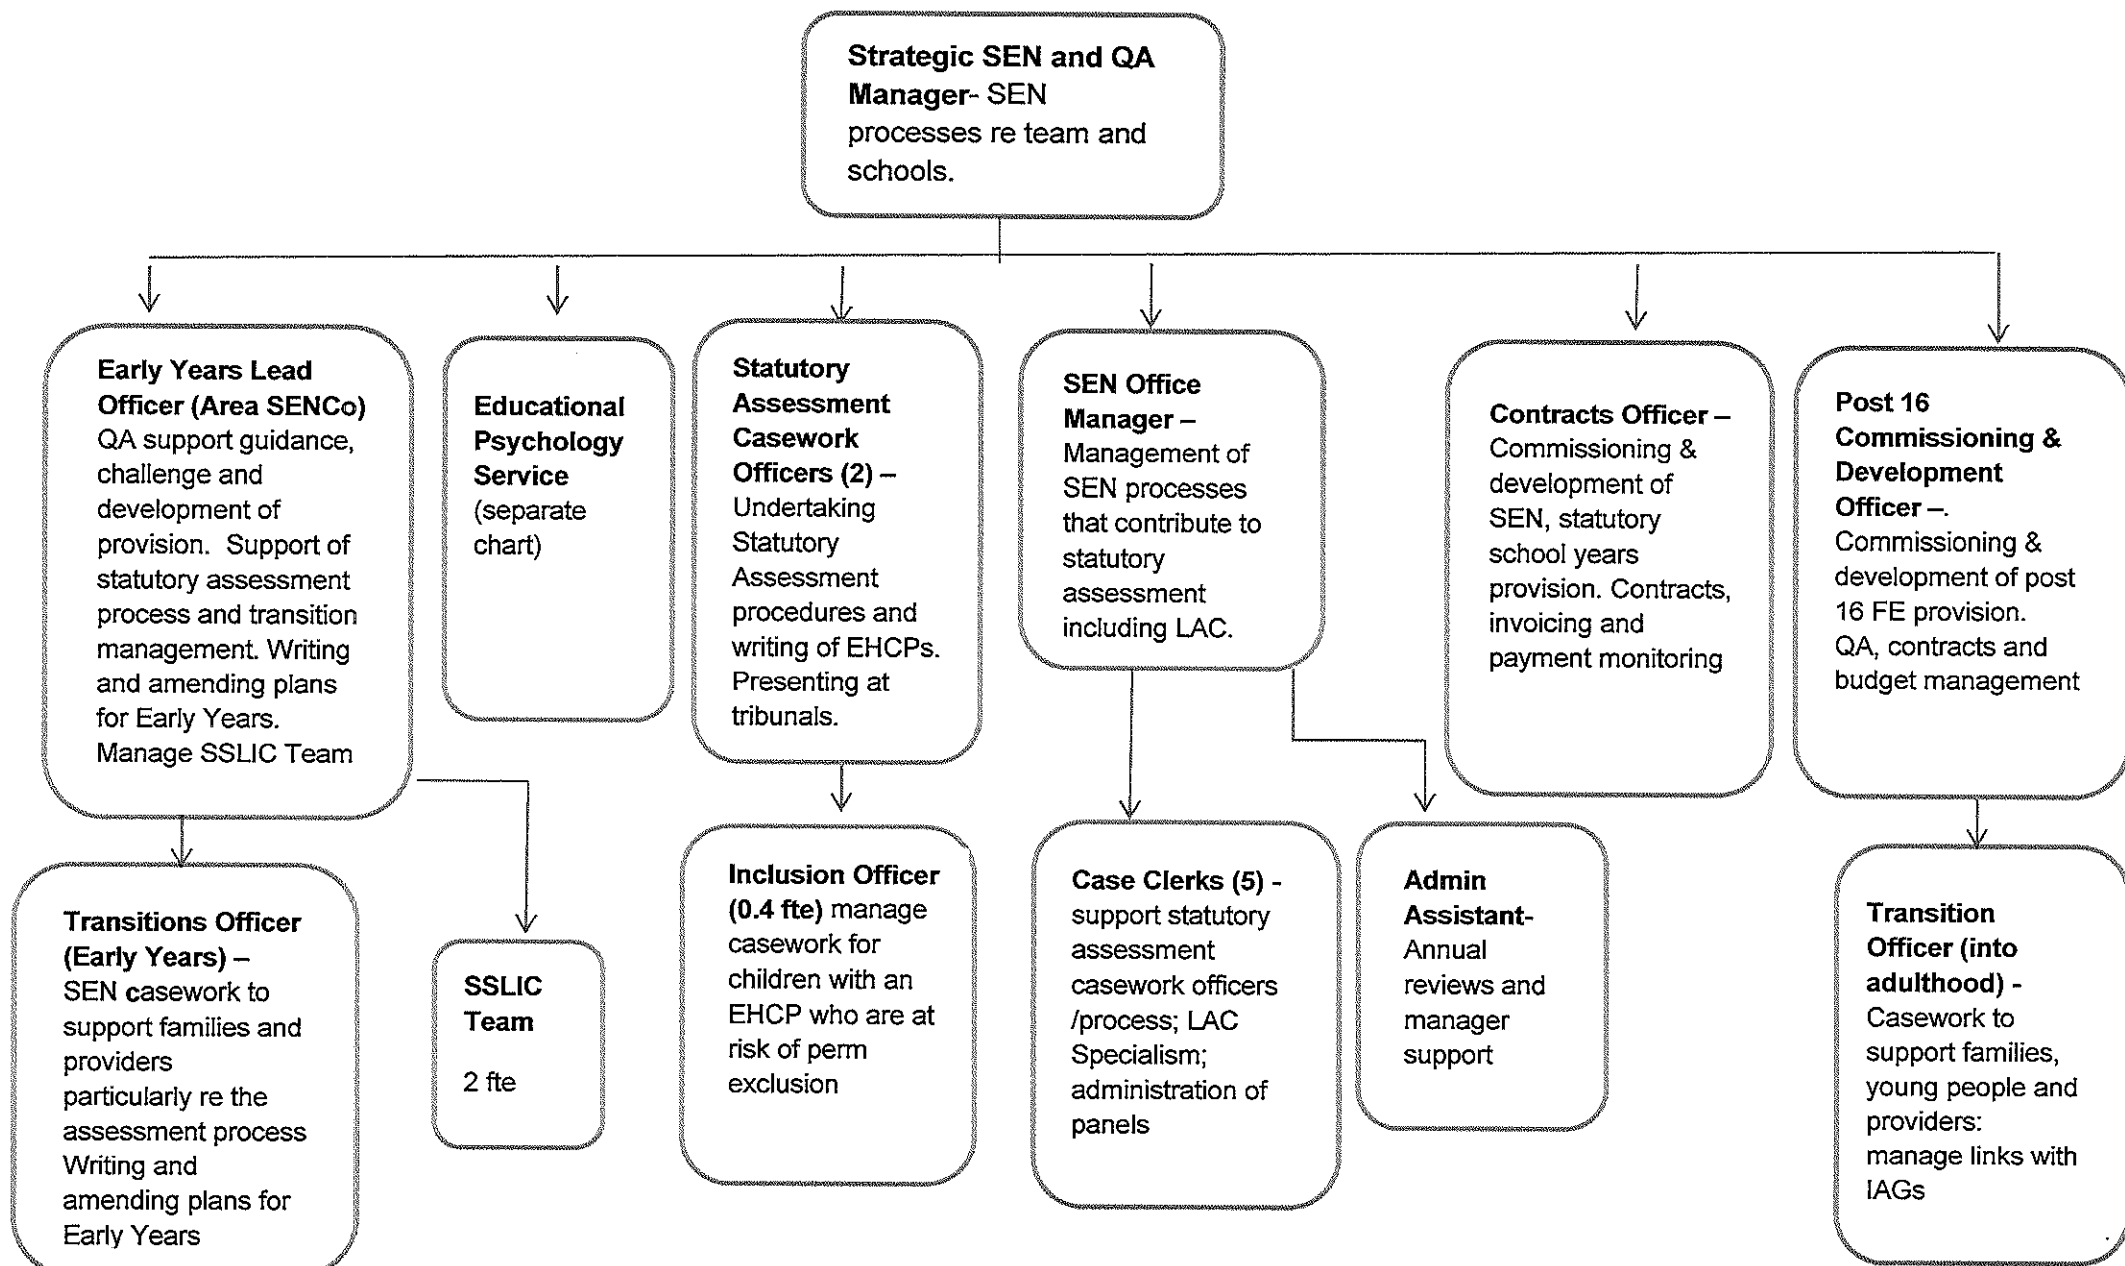 Strategic SEN and QA
Manager- SEN
processes re team and
schools.
Early Years Lead
Officer (Area SENCo)
QA support guidance,
challenge and
development of
provision. Support of
statutory assessment
process and transition
management. Writing
and amending plans
for Early Years.
Manage SSLIC Team
Educational
Psychology
Service
(separate
chart)
Statutory
Assessment
Casework
Officers (2) –
Undertaking
Statutory
Assessment
procedures and
writing of EHCPs.
Presenting at
tribunals.
SEN Office
Manager –
Management of
SEN processes
that contribute to
statutory
assessment
including LAC.
Contracts Officer –
Commissioning &
development of
SEN, statutory
school years
provision. Contracts,
invoicing and
payment monitoring
Post 16
Commissioning &
Development
Officer –.
Commissioning &
development of post
16 FE provision.
QA, contracts and
budget management
Transitions Officer
(Early Years) –
SEN casework to
support families and
providers
particularly re the
assessment process
Writing and
amending plans for
Early Years
SSLIC
Team
2 fte
Inclusion Officer
(0.4 fte) manage
casework for
children with an
EHCP who are at
risk of perm
exclusion
Case Clerks (5) -
support statutory
assessment
casework officers
/process; LAC
Specialism;
administration of
panels
Admin
Assistant-
Annual
reviews and
manager
support
Transition
Officer (into
adulthood) -
Casework to
support families,
young people and
providers:
manage links with
IAGs